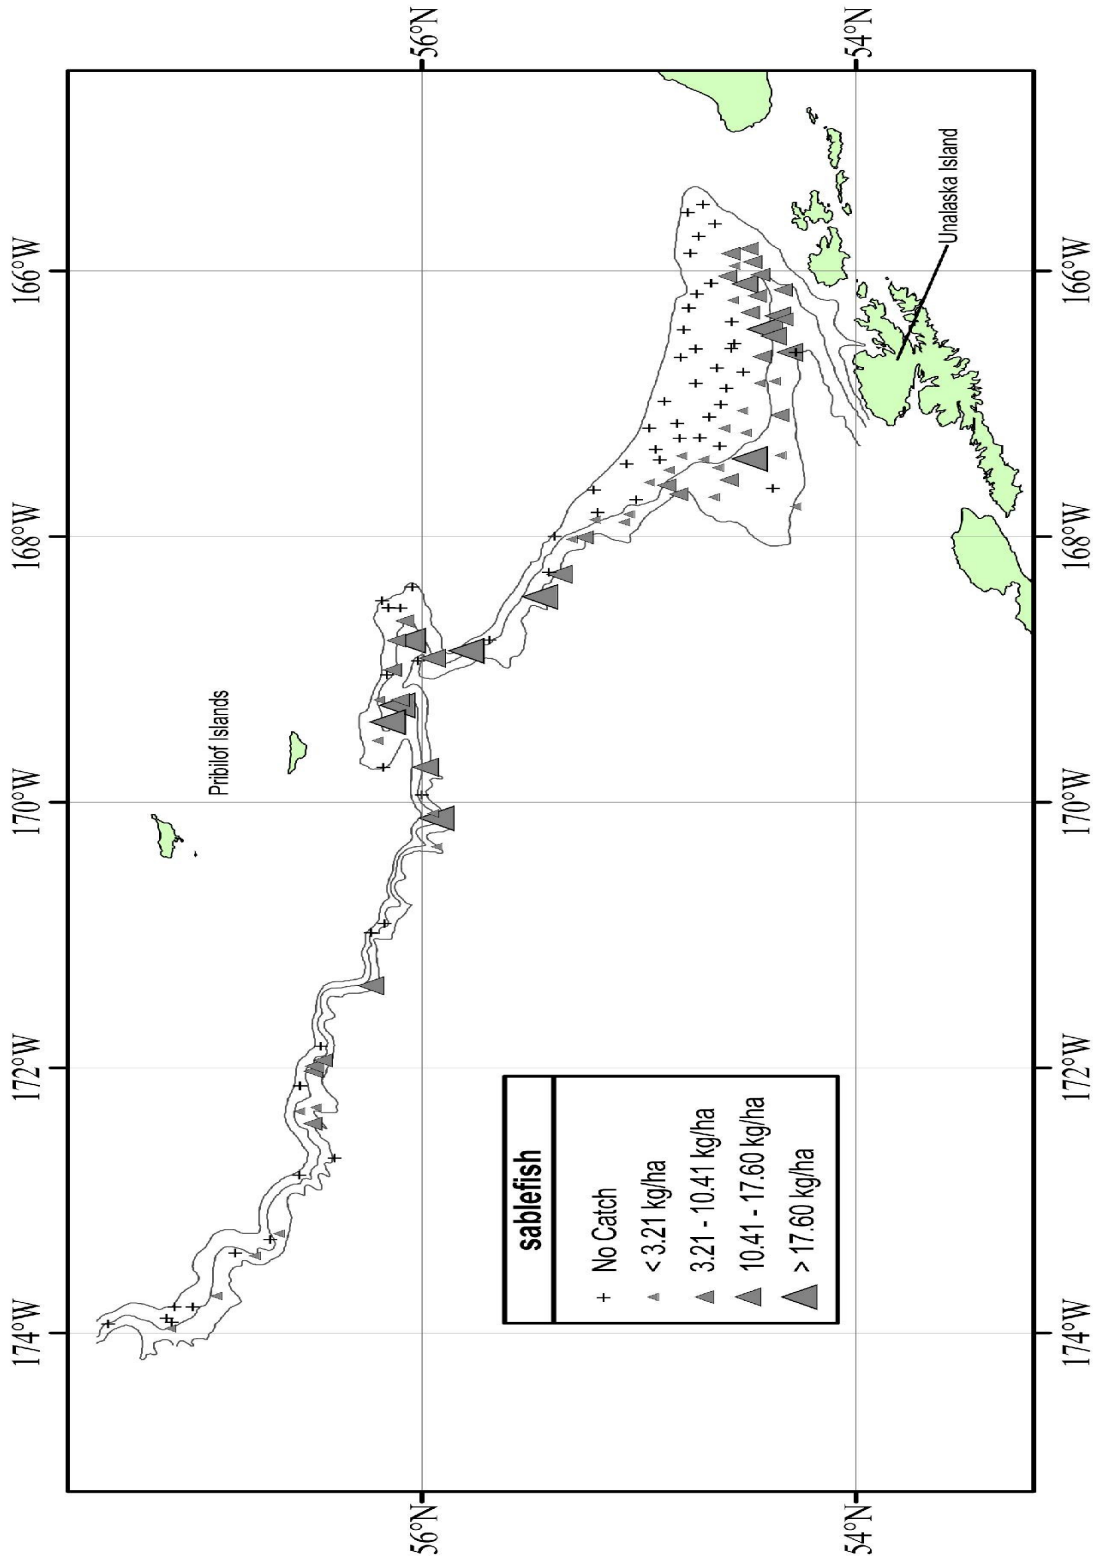 174°W
172°W
170°W
168°W
166°W
56°N
56°N
54°N
54°N
Pribilof Islands
Unalaska Island
sablefish
No Catch
< 3.21 kg/ha
3.21 - 10.41 kg/ha
10.41 - 17.60 kg/ha
> 17.60 kg/ha
174°W
172°W
170°W
168°W
166°W